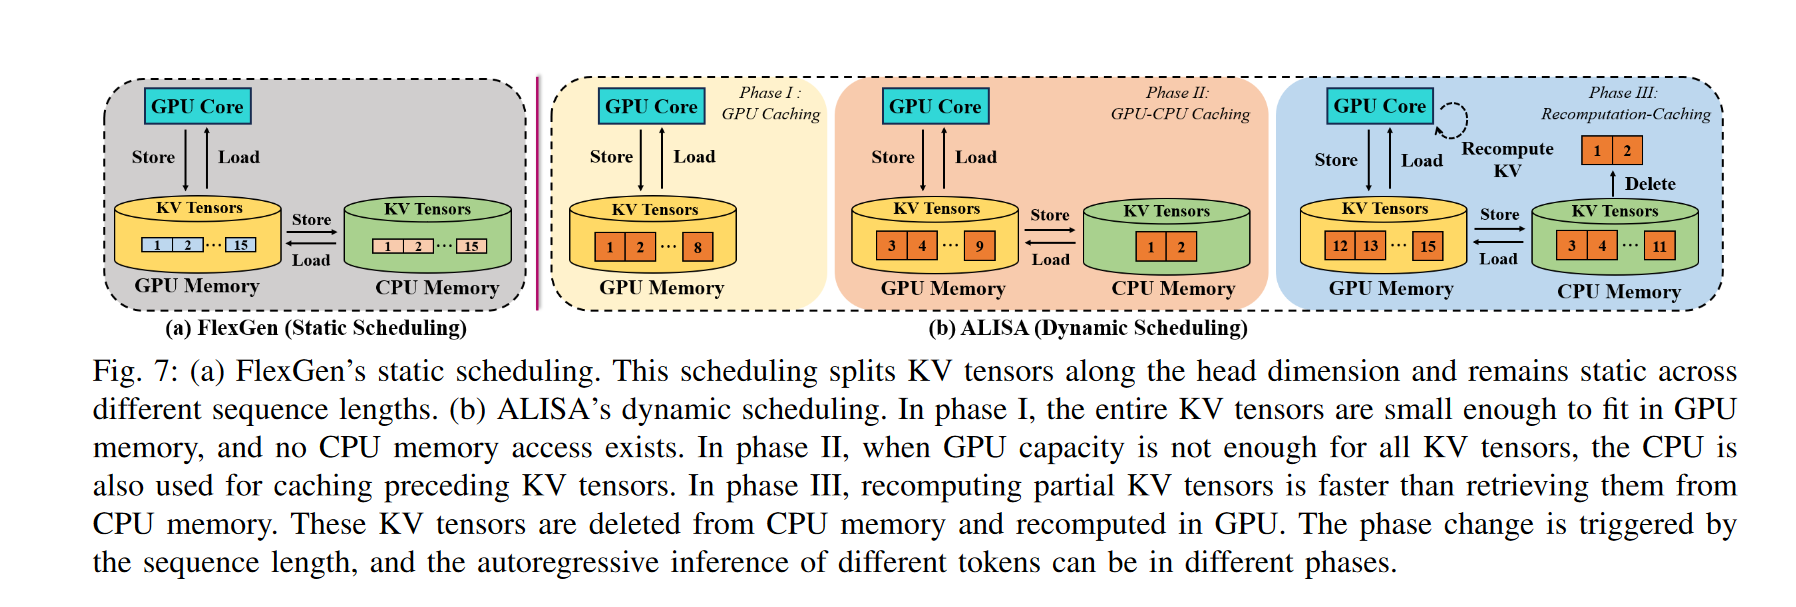 GPU Core
Store
Load
KV Tensors
1 2 ··· 15
GPU Memory
Store
Load
KV Tensors
1 2 ··· 15
CPU Memory
(a) FlexGen (Static Scheduling)
Phase I :
GPU Caching
GPU Core
Store
Load
KV Tensors
1 2 ··· 8
GPU Memory
Phase II:
GPU-CPU Caching
GPU Core
Store
Load
KV Tensors
3 4 ··· 9
GPU Memory
Store
Load
KV Tensors
1 2
CPU Memory
Phase III:
Recomputation-Caching
GPU Core
Recompute
KV
Store
Load
1 2
Delete
KV Tensors
12 13 ··· 15
GPU Memory
Store
Load
KV Tensors
3 4 ··· 11
CPU Memory
(b) ALISA (Dynamic Scheduling)
Fig. 7: (a) FlexGen’s static scheduling. This scheduling splits KV tensors along the head dimension and remains static across
different sequence lengths. (b) ALISA’s dynamic scheduling. In phase I, the entire KV tensors are small enough to fit in GPU
memory, and no CPU memory access exists. In phase II, when GPU capacity is not enough for all KV tensors, the CPU is
also used for caching preceding KV tensors. In phase III, recomputing partial KV tensors is faster than retrieving them from
CPU memory. These KV tensors are deleted from CPU memory and recomputed in GPU. The phase change is triggered by
the sequence length, and the autoregressive inference of different tokens can be in different phases.